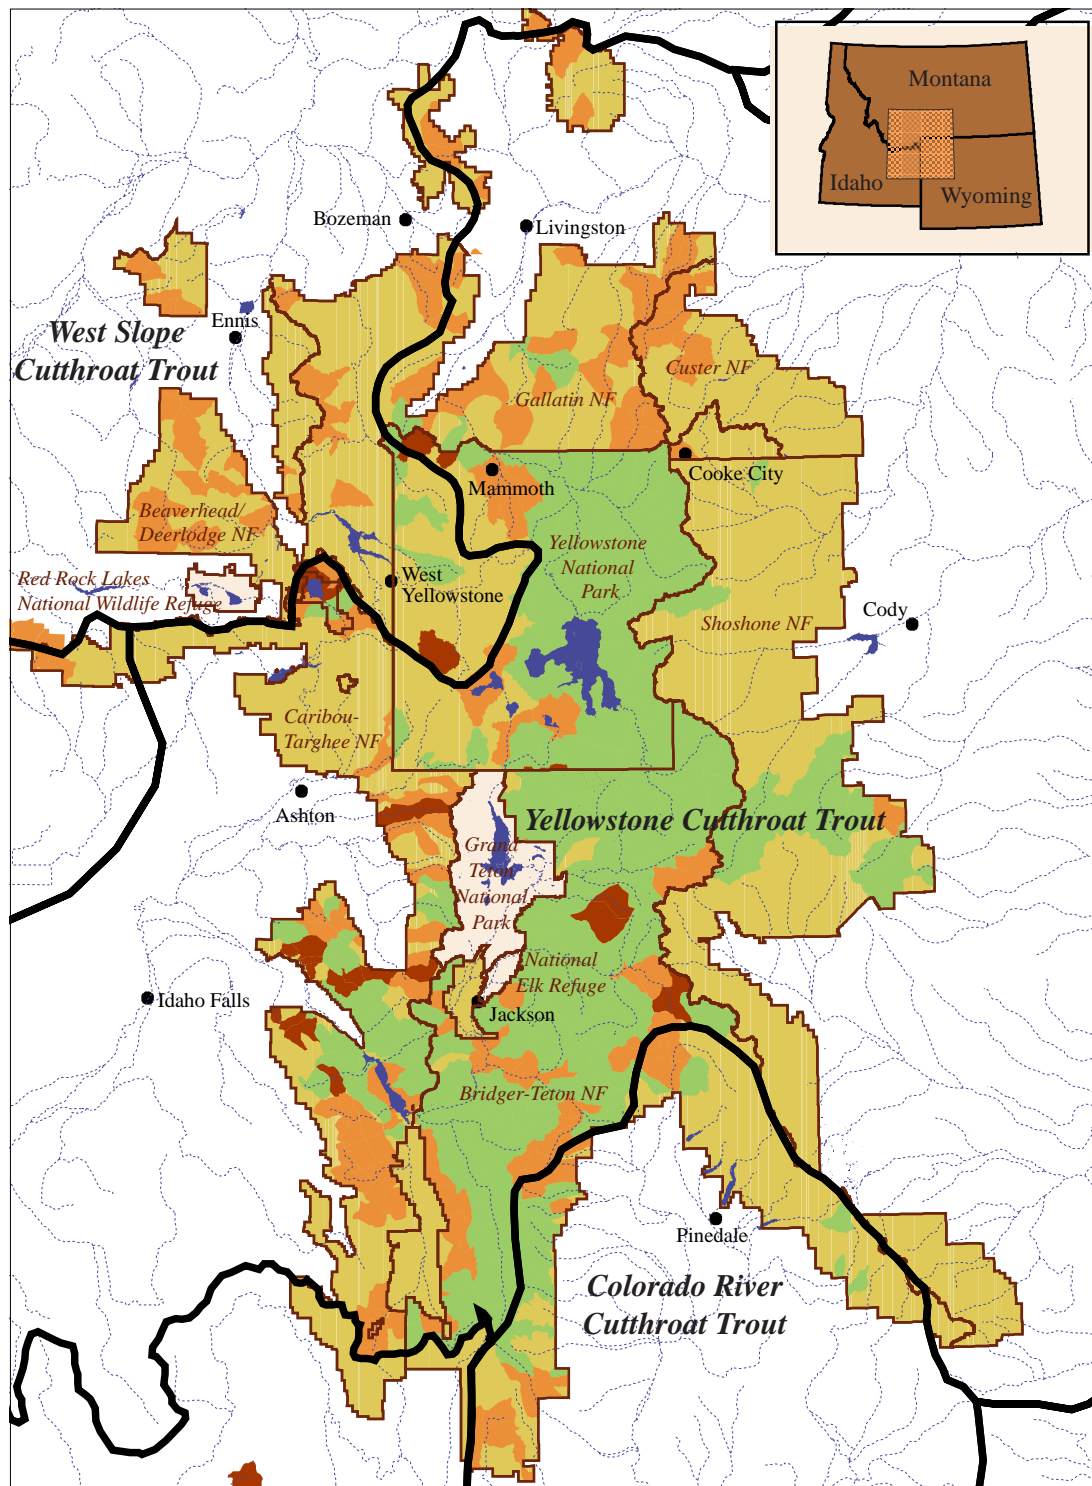 Montana
Idaho
Wyoming
Bozeman
Livingston
Ennis
West Slope
Cutthroat Trout
Custer NF
Gallatin NF
Cooke City
Mammoth
Beaverhead/
Deerlodge NF
Yellowstone
National
Park
Red Rock Lakes
National Wildlife Refuge
West
Yellowstone
Cody
Shoshone NF
Caribou-
Targhee NF
Ashton
Yellowstone Cutthroat Trout
Grand
Teton
National
Park
National
Elk Refuge
Idaho Falls
Jackson
Bridger-Teton NF
Pinedale
Colorado River
Cutthroat Trout